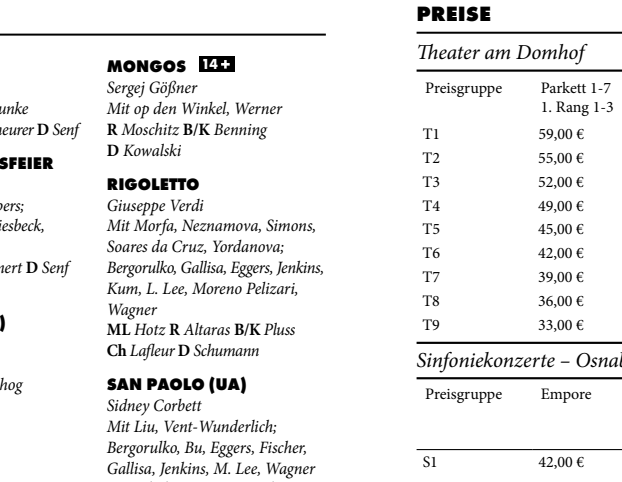 MONGOS 14+
Sergej Gößner
Mit op den Winkel, Werner
R Moschitz B/K Benning
D Kowalski
RIGOLETTO
Giuseppe Verdi
Mit Morfa, Neznamova, Simons,
Soares da Cruz, Yordanova;
Bergorulko, Gallisa, Eggers, Jenkins,
Kum, L. Lee, Moreno Pelizari,
Wagner
ML Hotz R Altaras B/K Pluss
Ch Lafleur D Schumann
SAN PAOLO (UA)
Sidney Corbett
Mit Liu, Vent-Wunderlich;
Bergorulko, Bu, Eggers, Fischer,
Gallisa, Jenkins, M. Lee, Wagner
D Senf
D Senf
PREISE
Theater am Domhof
Preisgruppe Parkett 1-7
1. Rang 1-3
T1 59,00 €
T2 55,00 €
T3 52,00 €
T4 49,00 €
T5 45,00 €
T6 42,00 €
T7 39,00 €
T8 36,00 €
T9 33,00 €
Sinfoniekonzerte – Osnal
Preisgruppe Empore
S1 42,00 €